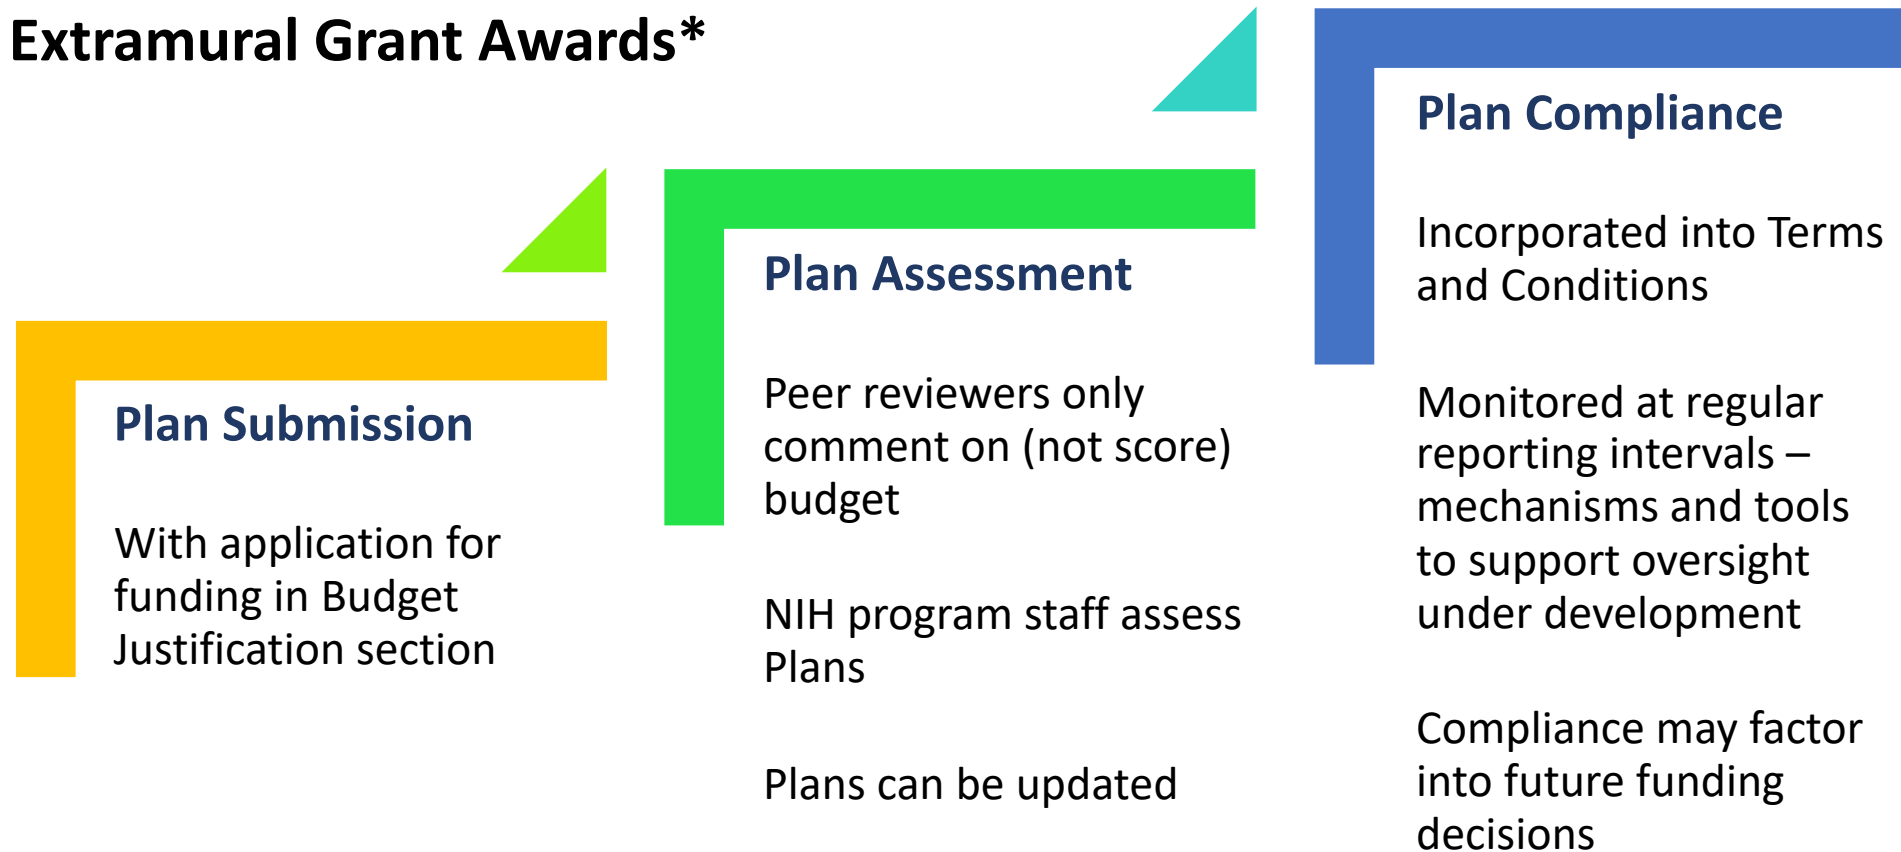 Extramural Grant Awards*
Plan Submission
With application for
funding in Budget
Justification section
Plan Assessment
Peer reviewers only
comment on (not score)
budget
NIH program staff assess
Plans
Plans can be updated
Plan Compliance
Incorporated into Terms
and Conditions
Monitored at regular
reporting intervals –
mechanisms and tools
to support oversight
under development
Compliance may factor
into future funding
decisions